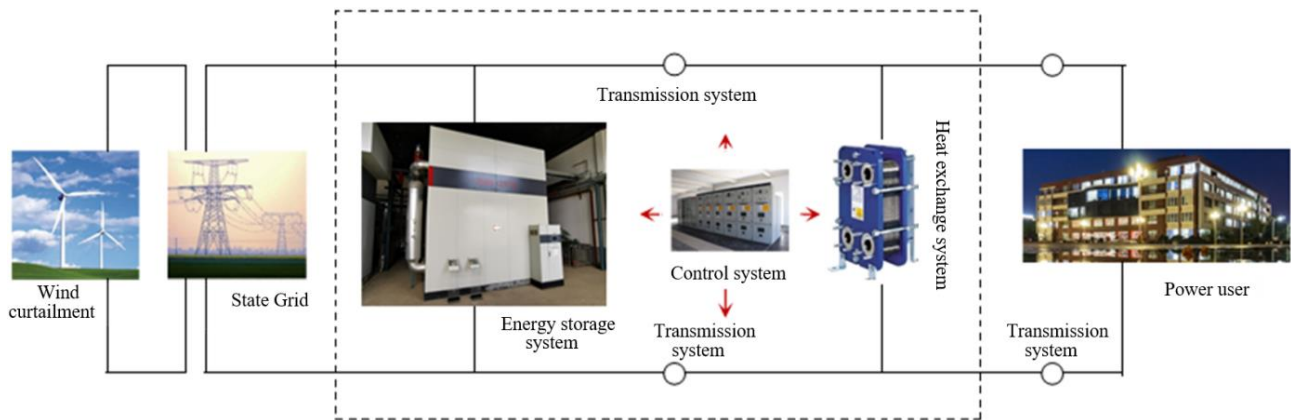 Transmission system
Heat exchange system
Control system
Wind
curtailment
State Grid
Energy storage
system
Transmission
system
Transmission
system
Power user